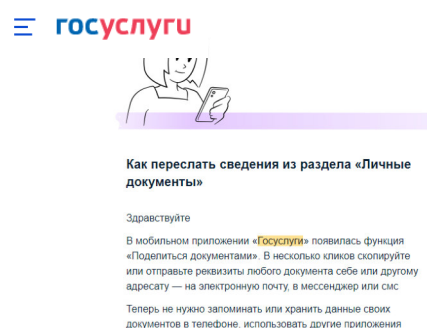 госуслуги
Как переслать сведения из раздела «Личные
документы»
Здравствуйте
В мобильном приложении «Госуслуги» появилась функция
«Поделиться документами». В несколько кликов скопируйте
или отправьте реквизиты любого документа себе или другому
адресату — на электронную почту, в мессенджер или смс
Теперь не нужно запоминать или хранить данные своих
документов в телефоне, использовать другие приложения